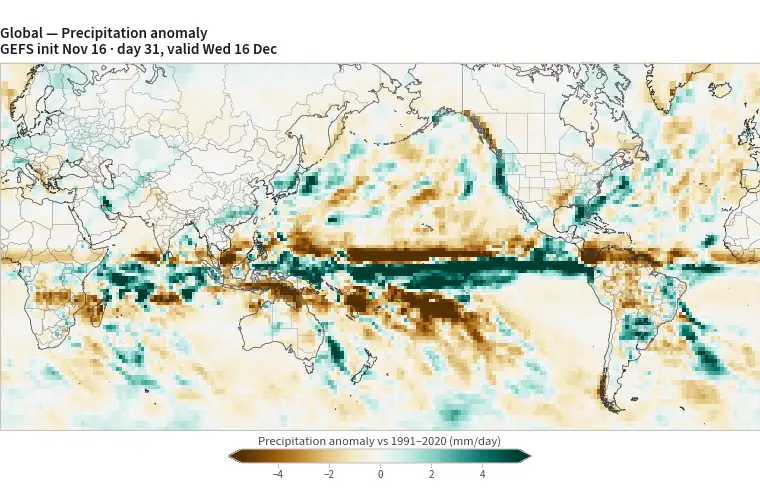 Global — Precipitation anomaly
GEFS init Nov 16 · day 31, valid Wed 16 Dec
Precipitation anomaly vs 1991–2020 (mm/day)
−4 −2 0 2 4